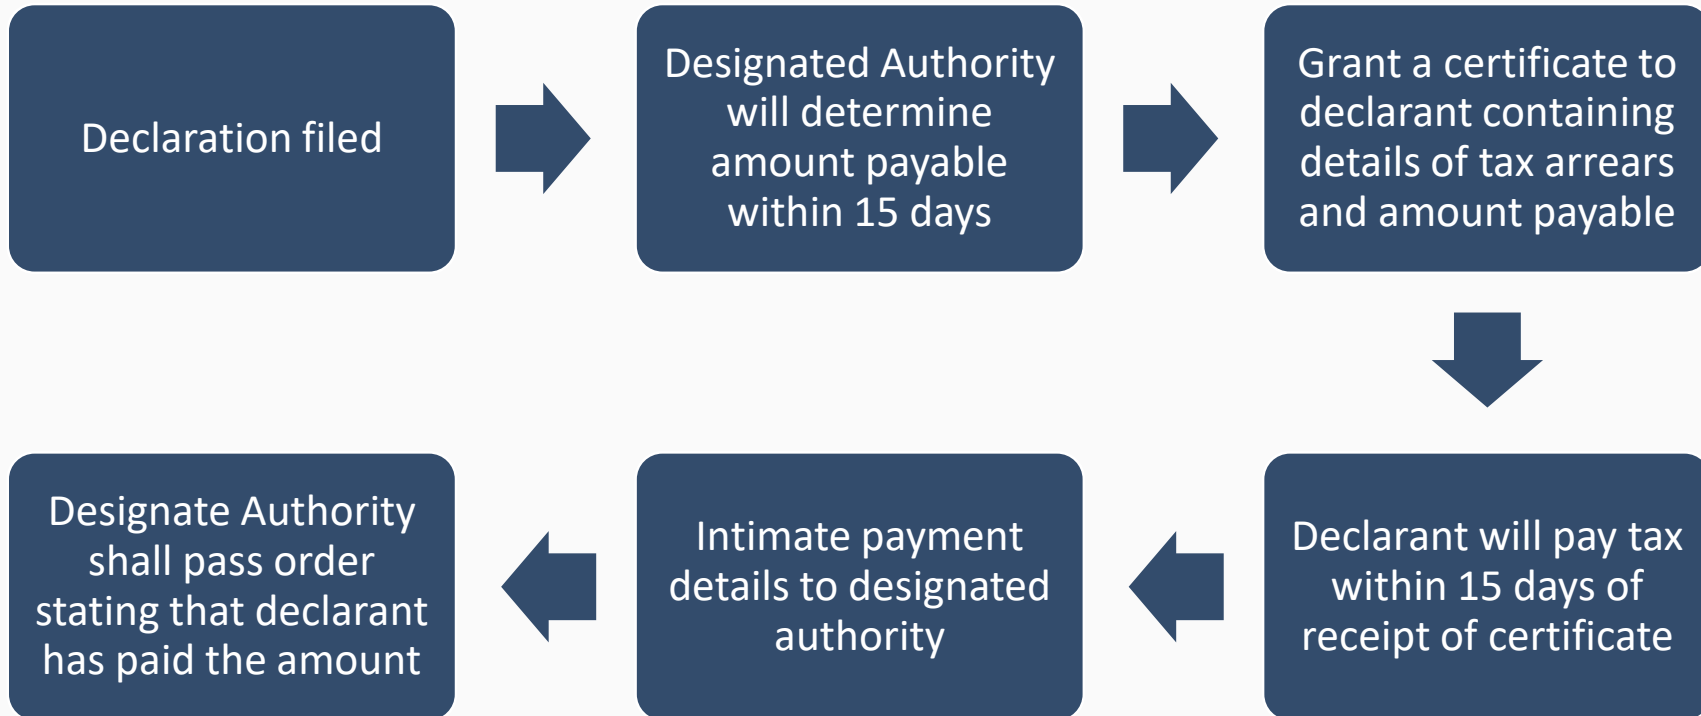 Declaration filed
Designated Authority
will determine
amount payable
within 15 days
Grant a certificate to
declarant containing
details of tax arrears
and amount payable
Declarant will pay tax
within 15 days of
receipt of certificate
Intimate payment
details to designated
authority
Designate Authority
shall pass order
stating that declarant
has paid the amount